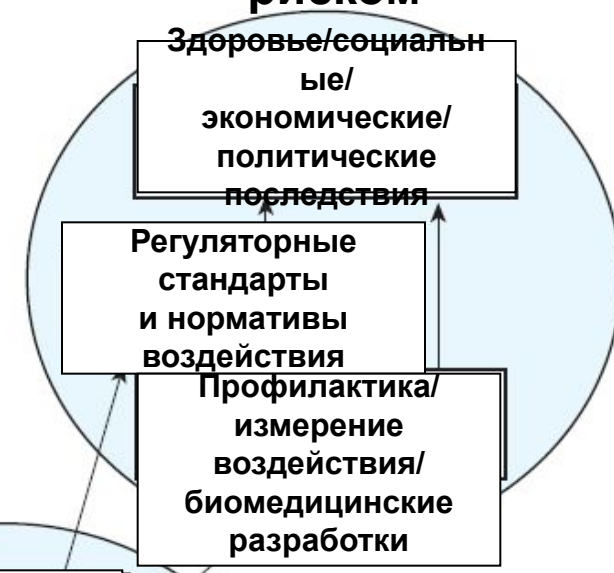 риском
Здоровье/социальн
ые/
экономические/
политические
последствия
Регуляторные
стандарты
и нормативы
воздействия
Профилактика/
измерение
воздействия/
биомедицинские
разработки